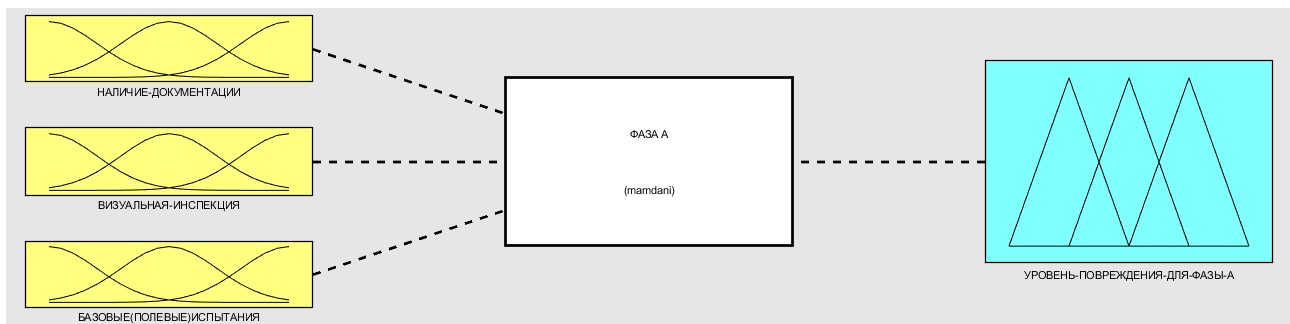 НАЛИЧИЕ-ДОКУМЕНТАЦИИ
ВИЗУАЛЬНАЯ-ИНСПЕКЦИЯ
БАЗОВЫЕ(ПОЛЕВЫЕ)ИСПЫТАНИЯ
ФАЗА А
(mamdani)
УРОВЕНЬ-ПОВРЕЖДЕНИЯ-ДЛЯ-ФАЗЫ-А